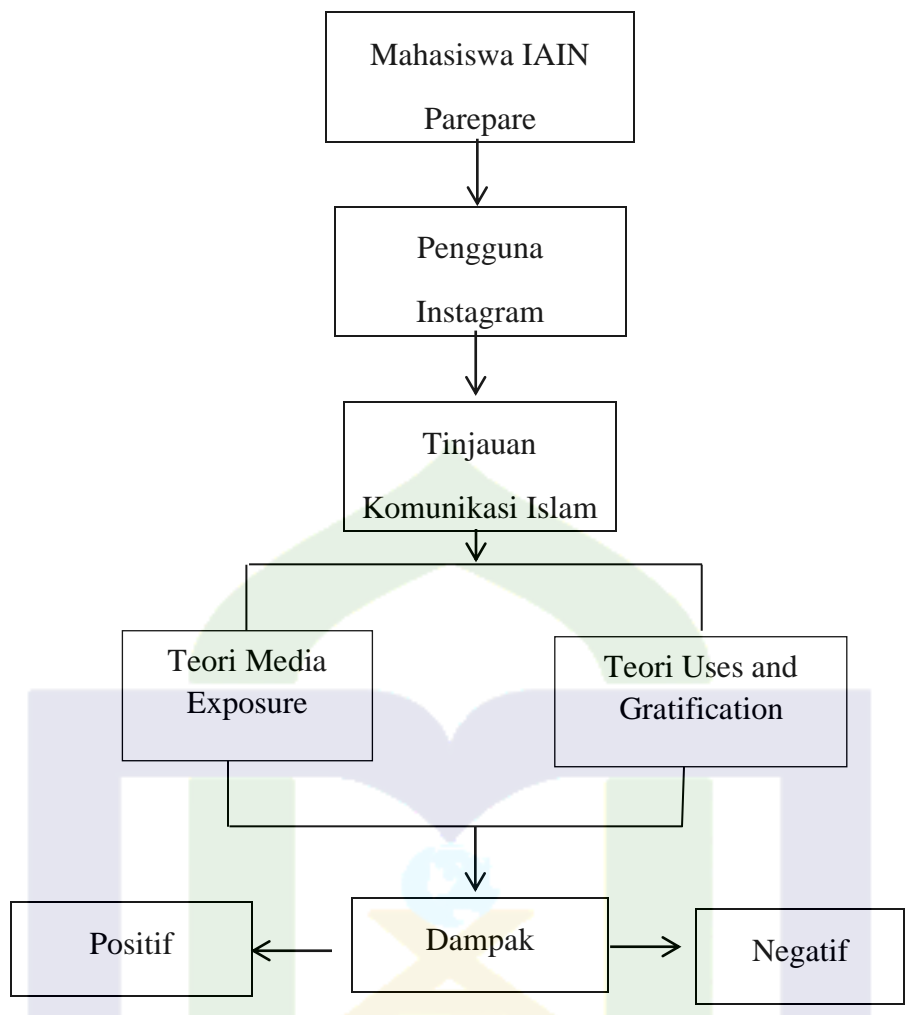 Mahasiswa IAIN
Parepare
Pengguna
Instagram
Tinjauan
Komunikasi Islam
Teori Media
Exposure
Teori Uses and
Gratification
Positif
Dampak
Negatif